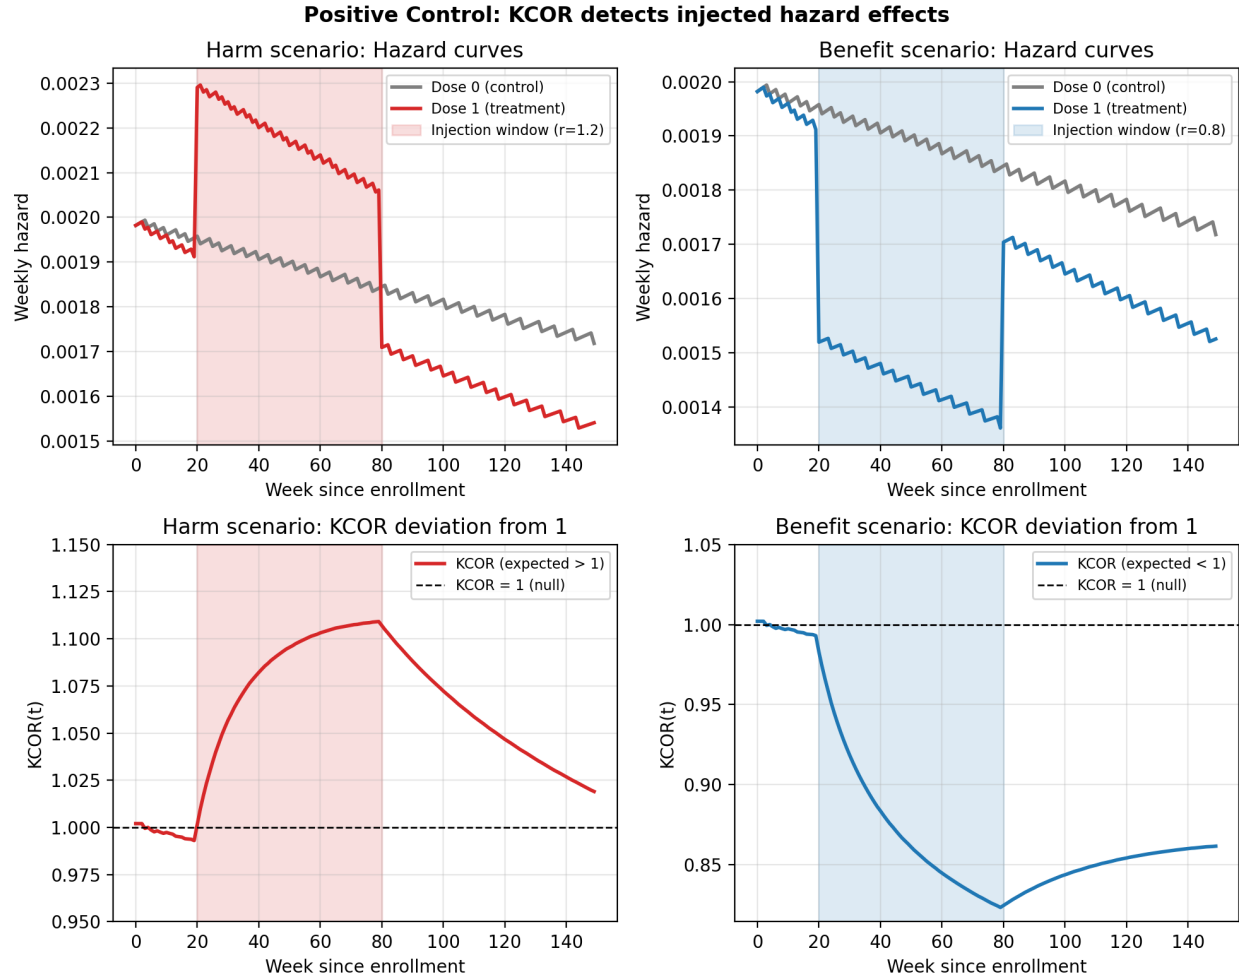 Positive Control: KCOR detects injected hazard effects
Harm scenario: Hazard curves
Weekly hazard
0.0023
0.0022
0.0021
0.0020
0.0019
0.0018
0.0017
0.0016
0.0015
Dose 0 (control)
Dose 1 (treatment)
Injection window (r=1.2)
0 20 40 60 80 100 120 140
Week since enrollment
Benefit scenario: Hazard curves
Weekly hazard
0.0020
0.0019
0.0018
0.0017
0.0016
0.0015
0.0014
Dose 0 (control)
Dose 1 (treatment)
Injection window (r=0.8)
0 20 40 60 80 100 120 140
Week since enrollment
Harm scenario: KCOR deviation from 1
KCOR(t)
1.150
1.125
1.100
1.075
1.050
1.025
1.000
0.975
0.950
KCOR (expected > 1)
KCOR = 1 (null)
0 20 40 60 80 100 120 140
Week since enrollment
Benefit scenario: KCOR deviation from 1
KCOR(t)
1.05
1.00
0.95
0.90
0.85
KCOR (expected < 1)
KCOR = 1 (null)
0 20 40 60 80 100 120 140
Week since enrollment